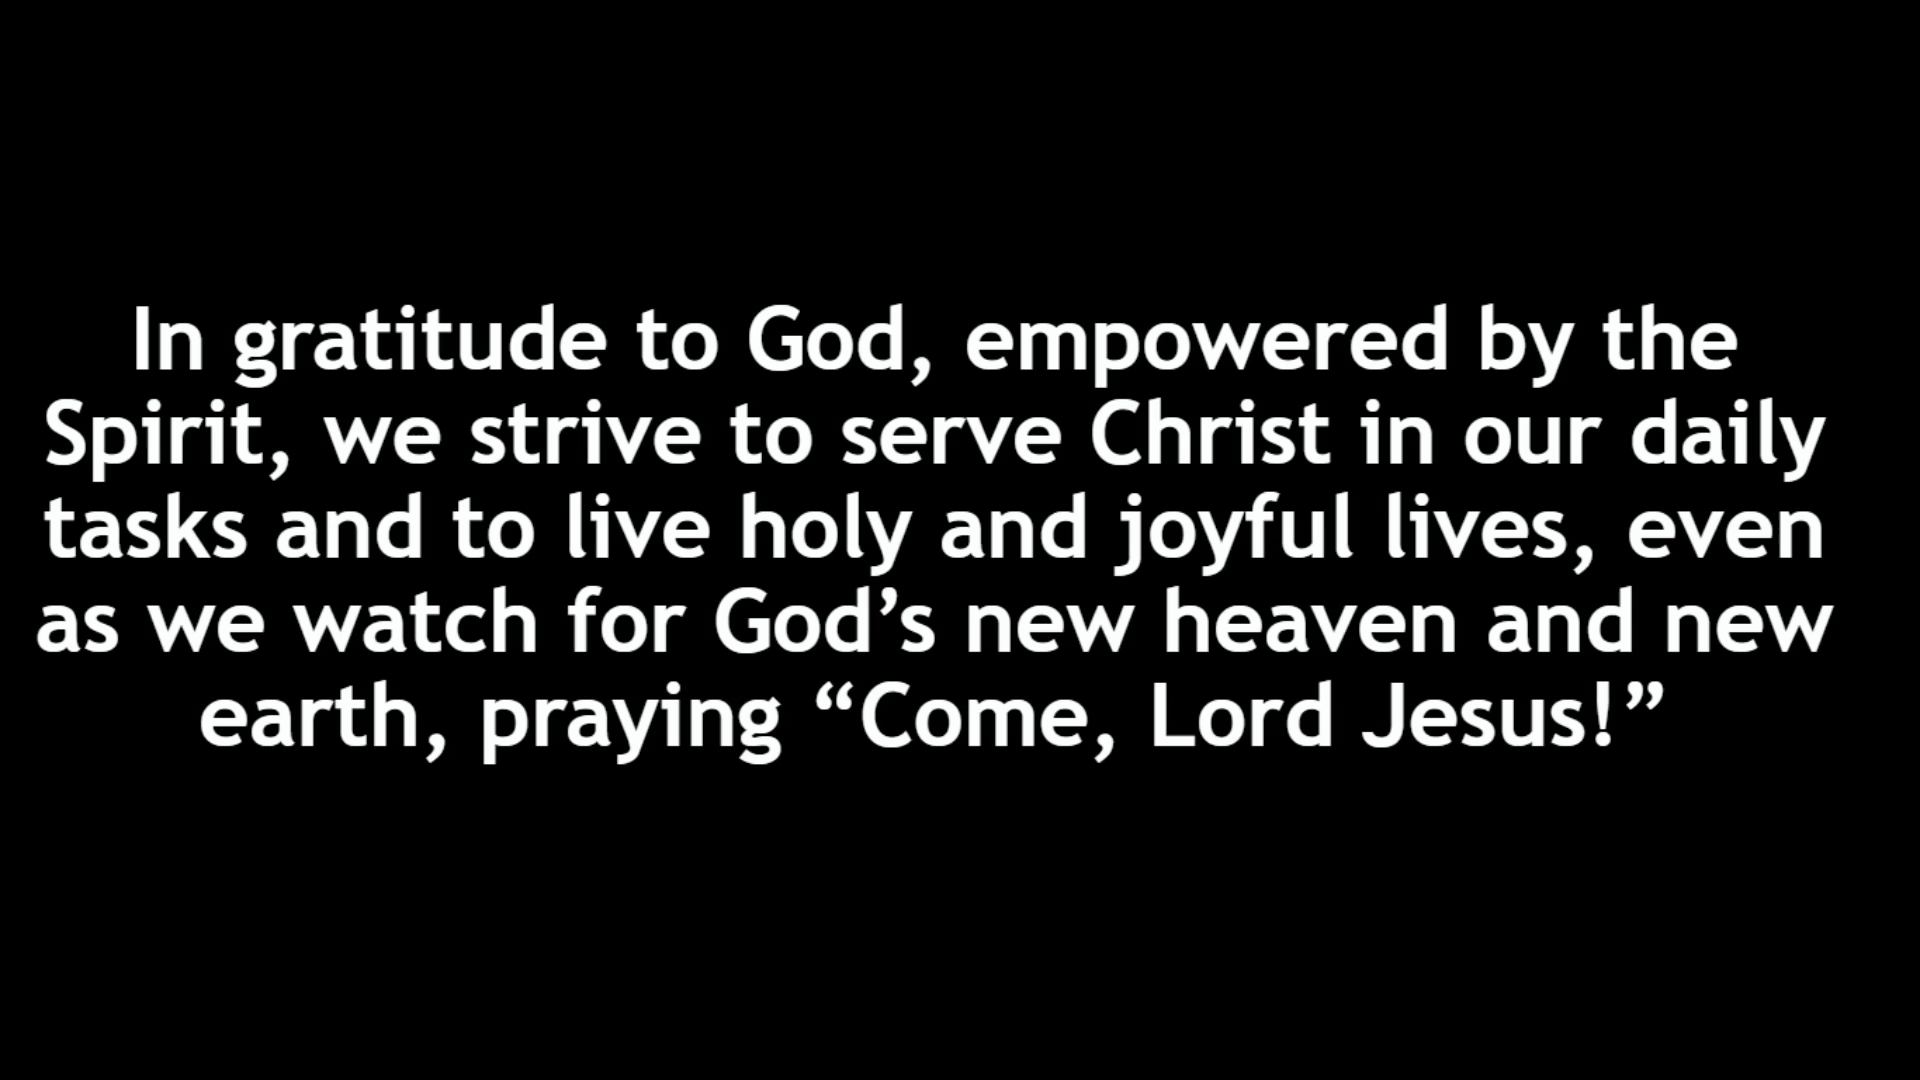 In gratitude to God, empowered by the
Spirit, we strive to serve Christ in our daily
tasks and to live holy and joyful lives, even
as we watch for God’s new heaven and new
earth, praying “Come, Lord Jesus!”